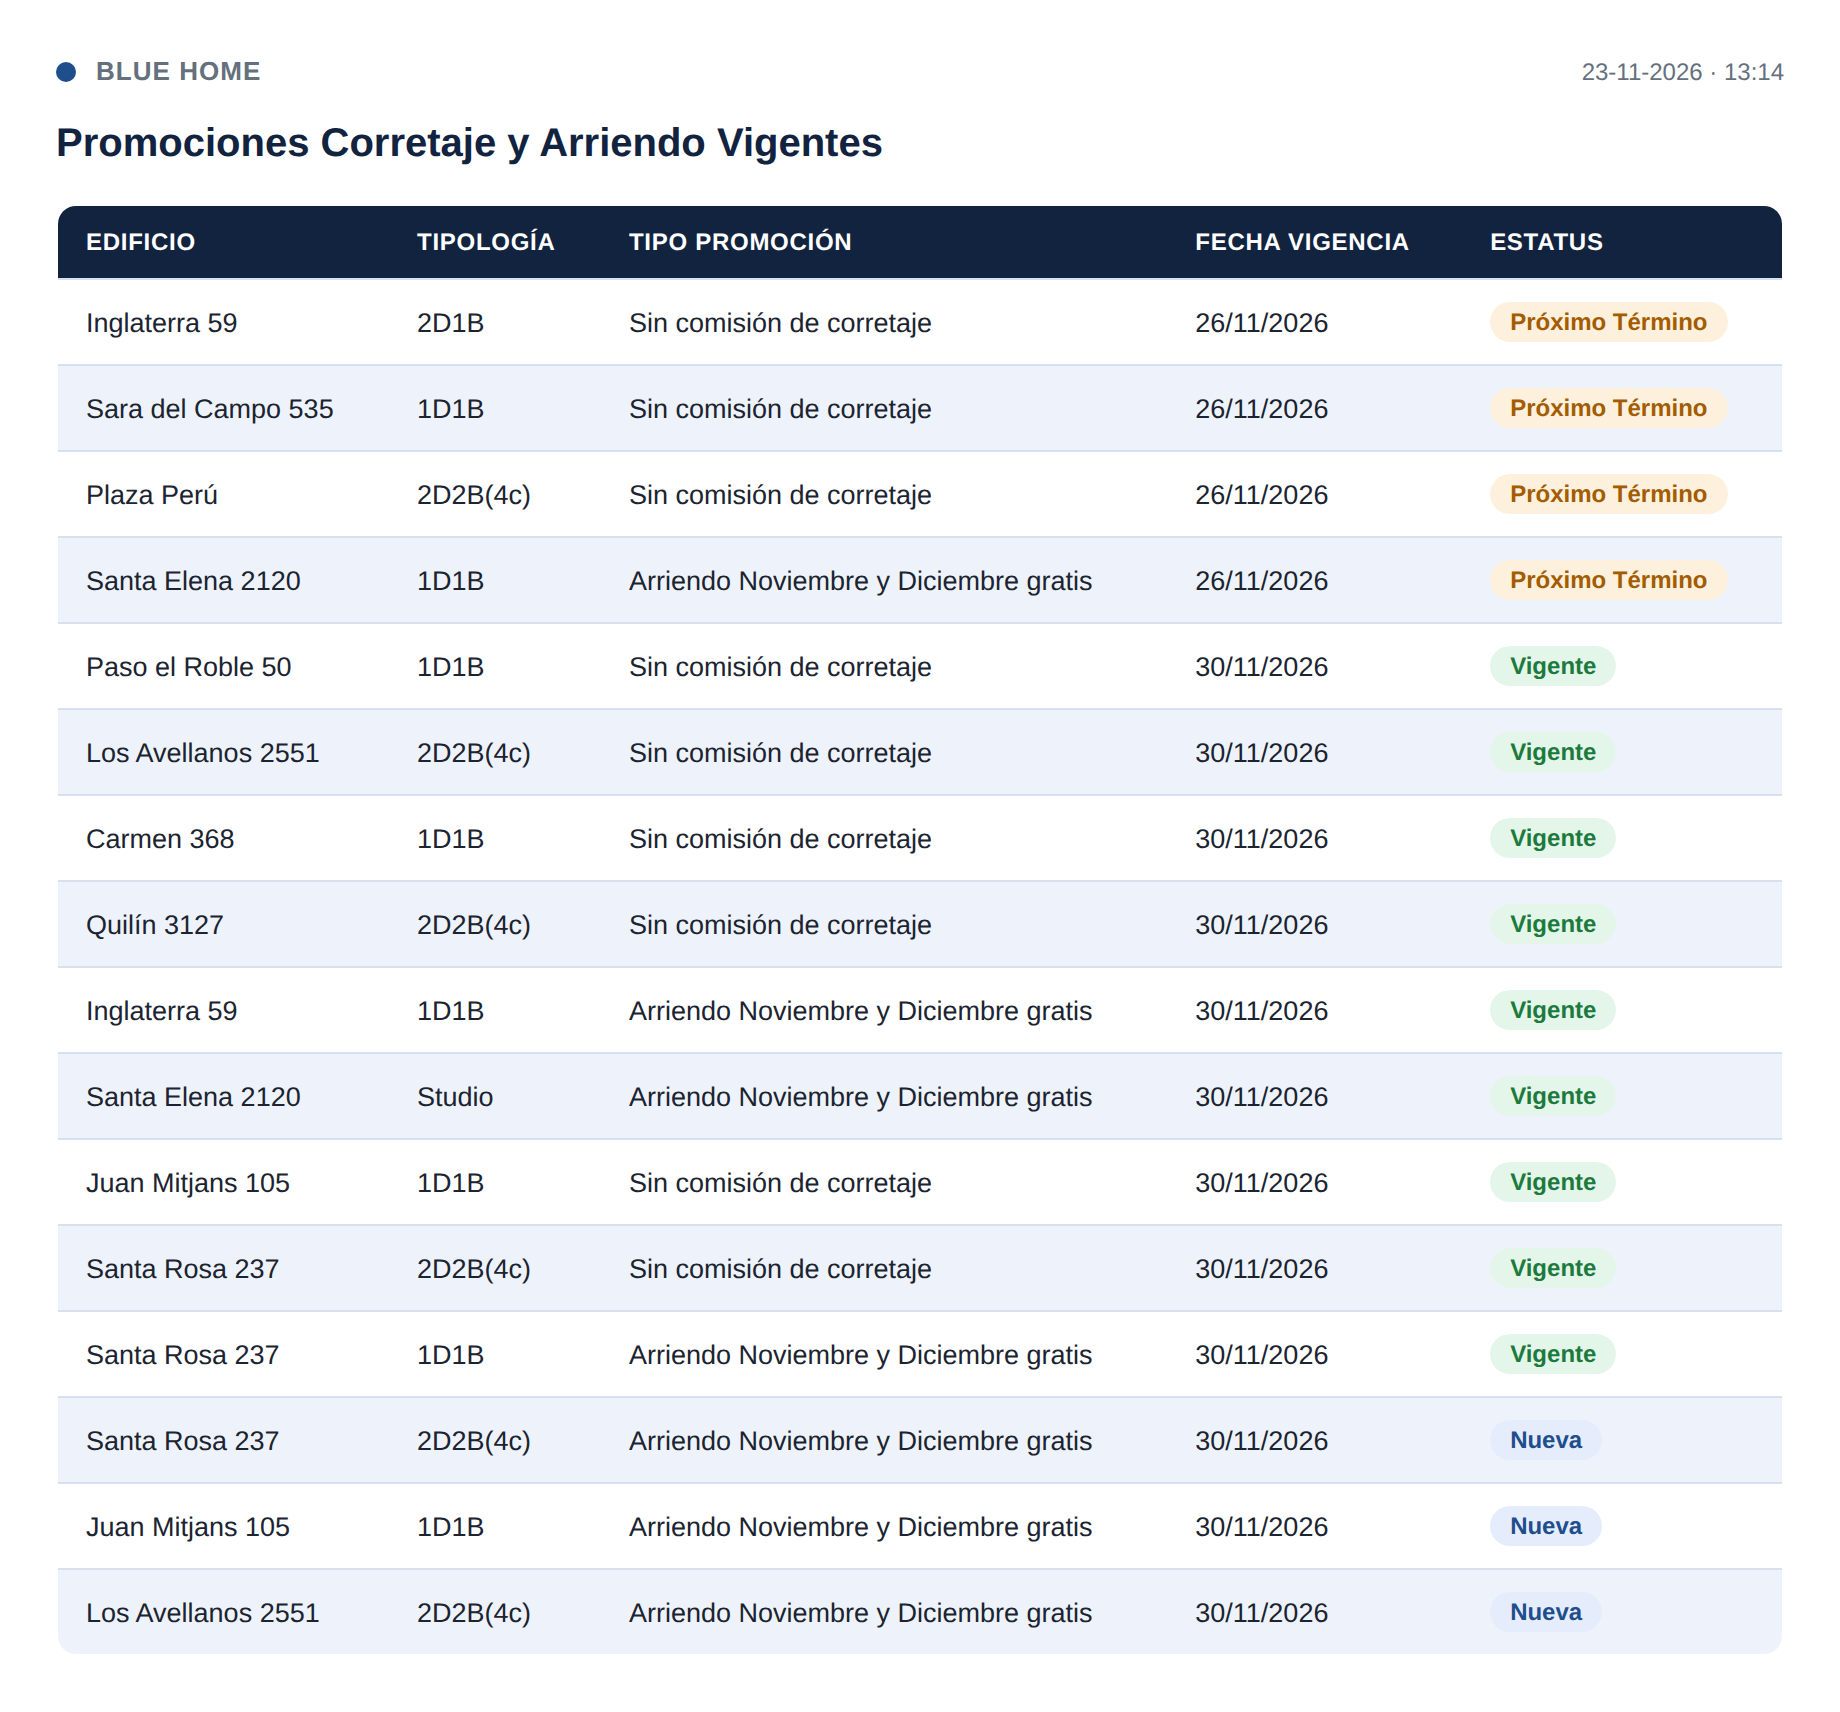 BLUE HOME 23-11-2026 · 13:14
Promociones Corretaje y Arriendo Vigentes
EDIFICIO TIPOLOGÍA TIPO PROMOCIÓN FECHA VIGENCIA ESTATUS
Inglaterra 59 2D1B Sin comisión de corretaje 26/11/2026 Próximo Término
Sara del Campo 535 1D1B Sin comisión de corretaje 26/11/2026 Próximo Término
Plaza Perú 2D2B(4c) Sin comisión de corretaje 26/11/2026 Próximo Término
Santa Elena 2120 1D1B Arriendo Noviembre y Diciembre gratis 26/11/2026 Próximo Término
Paso el Roble 50 1D1B Sin comisión de corretaje 30/11/2026 Vigente
Los Avellanos 2551 2D2B(4c) Sin comisión de corretaje 30/11/2026 Vigente
Carmen 368 1D1B Sin comisión de corretaje 30/11/2026 Vigente
Quilín 3127 2D2B(4c) Sin comisión de corretaje 30/11/2026 Vigente
Inglaterra 59 1D1B Arriendo Noviembre y Diciembre gratis 30/11/2026 Vigente
Santa Elena 2120 Studio Arriendo Noviembre y Diciembre gratis 30/11/2026 Vigente
Juan Mitjans 105 1D1B Sin comisión de corretaje 30/11/2026 Vigente
Santa Rosa 237 2D2B(4c) Sin comisión de corretaje 30/11/2026 Vigente
Santa Rosa 237 1D1B Arriendo Noviembre y Diciembre gratis 30/11/2026 Vigente
Santa Rosa 237 2D2B(4c) Arriendo Noviembre y Diciembre gratis 30/11/2026 Nueva
Juan Mitjans 105 1D1B Arriendo Noviembre y Diciembre gratis 30/11/2026 Nueva
Los Avellanos 2551 2D2B(4c) Arriendo Noviembre y Diciembre gratis 30/11/2026 Nueva